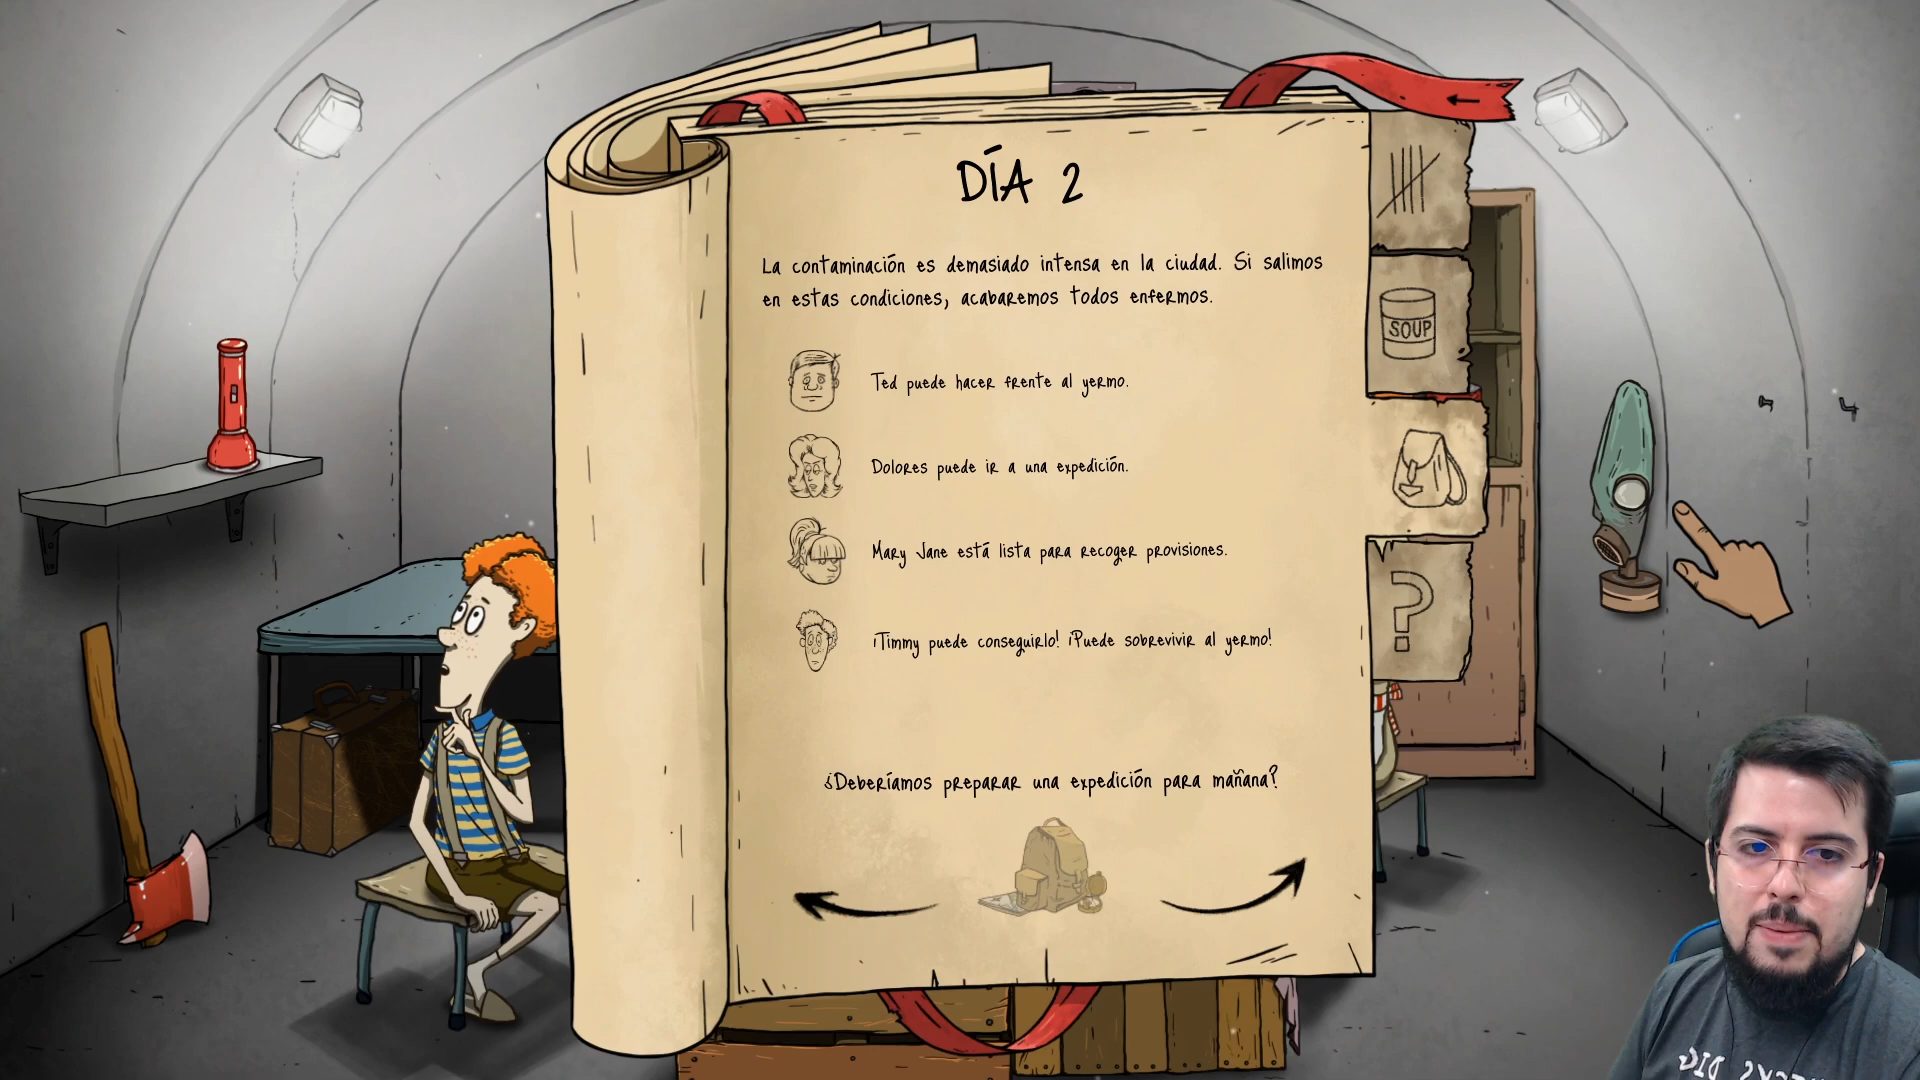 DÍA 2
La contaminación es demasiado intensa en la ciudad. Si salimos
en estas condiciones, acabaremos todos enfermos.
Ted puede hacer frente al yermo.
Dolores puede ir a una expedición.
Mary Jane está lista para recoger provisiones.
¡Timmy puede conseguirlo! ¡Puede sobrevivir al yermo!
¿Deberíamos preparar una expedición para mañana?
SOUP
?